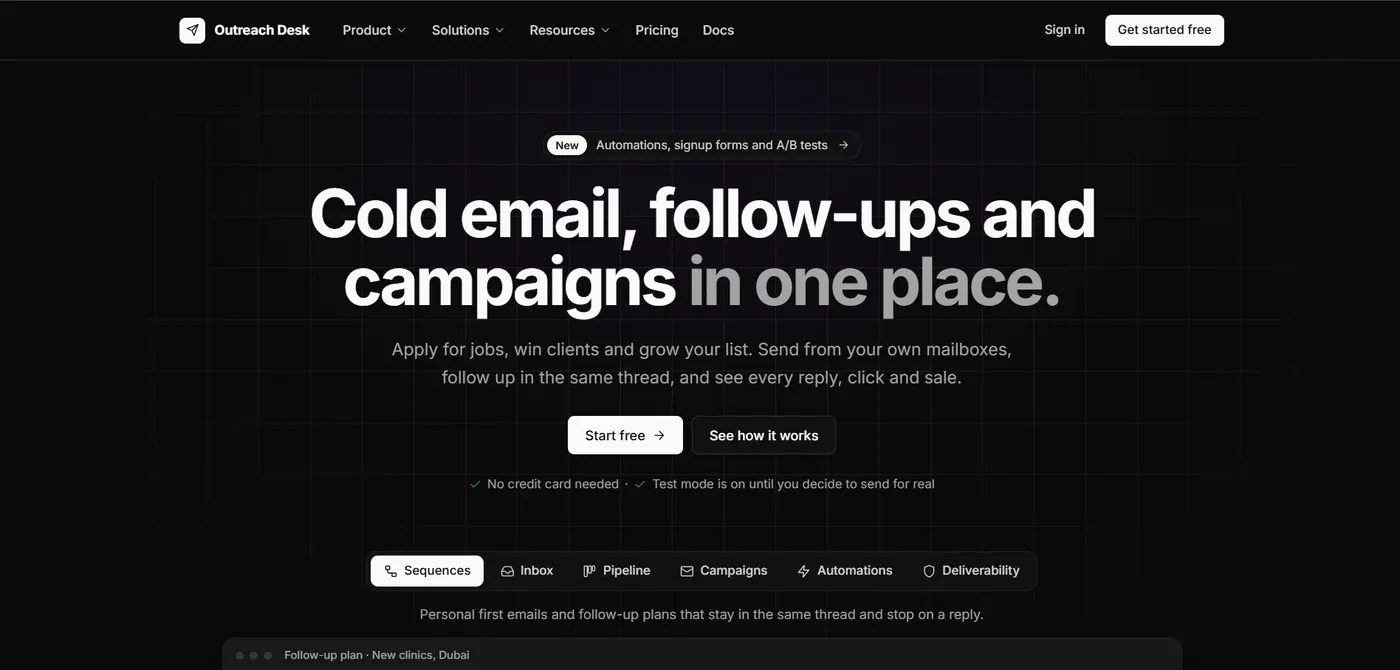 Outreach Desk Product Solutions Resources Pricing Docs Sign in Get started free
New Automations, signup forms and A/B tests →
Cold email, follow-ups and
campaigns in one place.
Apply for jobs, win clients and grow your list. Send from your own mailboxes,
follow up in the same thread, and see every reply, click and sale.
Start free → See how it works
✓ No credit card needed · ✓ Test mode is on until you decide to send for real
Sequences Inbox Pipeline Campaigns Automations Deliverability
Personal first emails and follow-up plans that stay in the same thread and stop on a reply.
Follow-up plan · New clinics, Dubai